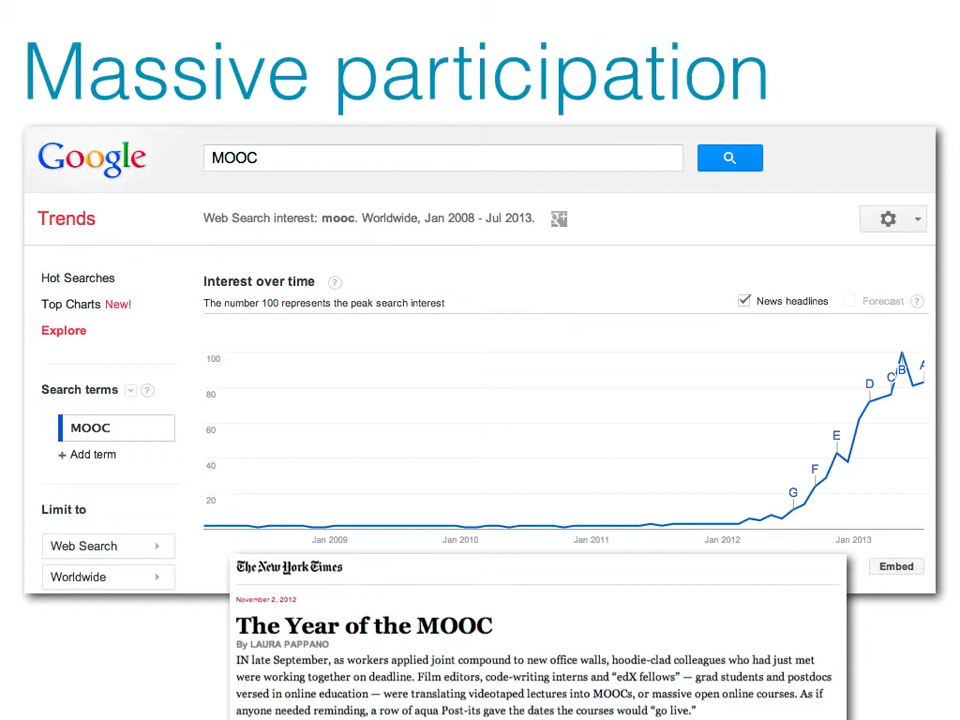 Massive participation
Google
MOOC
Trends
Web Search interest: mooc. Worldwide, Jan 2008 - Jul 2013.
Hot Searches
Top Charts New!
Explore
Search terms ?
MOOC
+ Add term
Limit to
Web Search
Worldwide
Interest over time ?
The number 100 represents the peak search interest
News headlines
Forecast ?
100
80
60
40
20
G
F
E
D
C
B
A
Jan 2009
Jan 2010
Jan 2011
Jan 2012
Jan 2013
Embed
The New York Times
November 2, 2012
The Year of the MOOC
By LAURA PAPPANO
IN late September, as workers applied joint compound to new office walls, hoodie-clad colleagues who had just met
were working together on deadline. Film editors, code-writing interns and “edX fellows” — grad students and postdocs
versed in online education — were translating videotaped lectures into MOOCs, or massive open online courses. As if
anyone needed reminding, a row of aqua Post-its gave the dates the courses would “go live.”